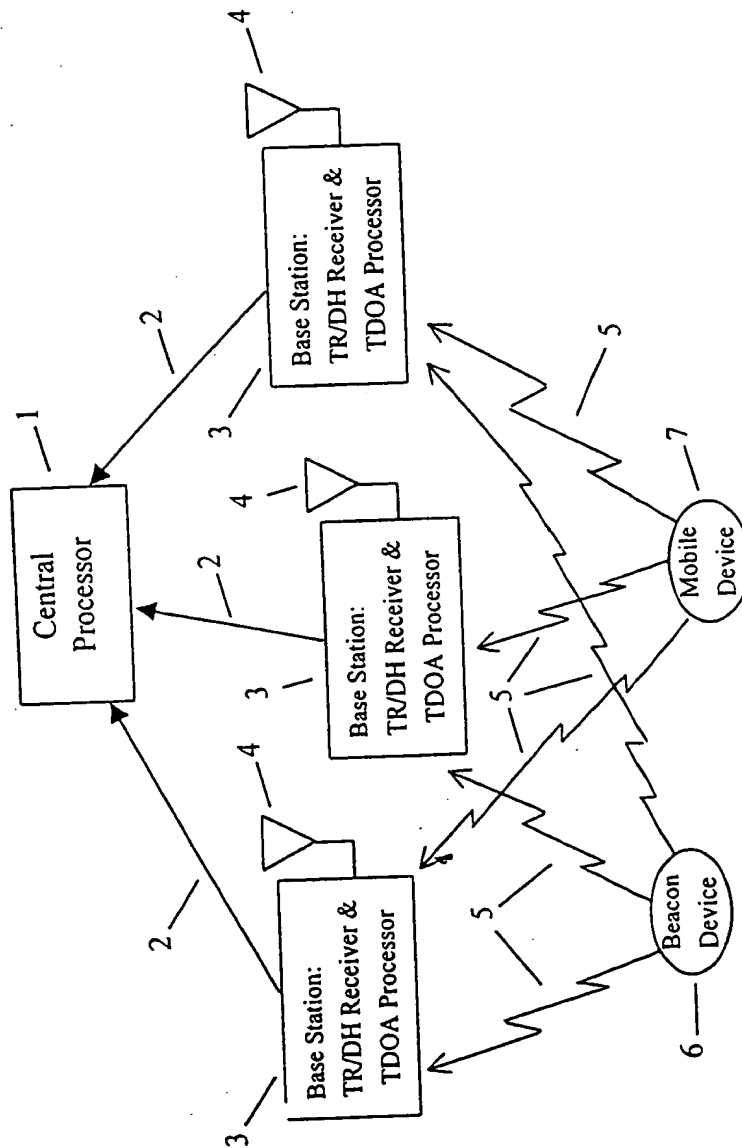 1
Central
Processor
2
2
2
4
4
4
3
Base Station:
TR/DH Receiver &
TDOA Processor
3
Base Station:
TR/DH Receiver &
TDOA Processor
3
Base Station:
TR/DH Receiver &
TDOA Processor
5
5
5
6
Beacon
Device
Mobile
Device
7